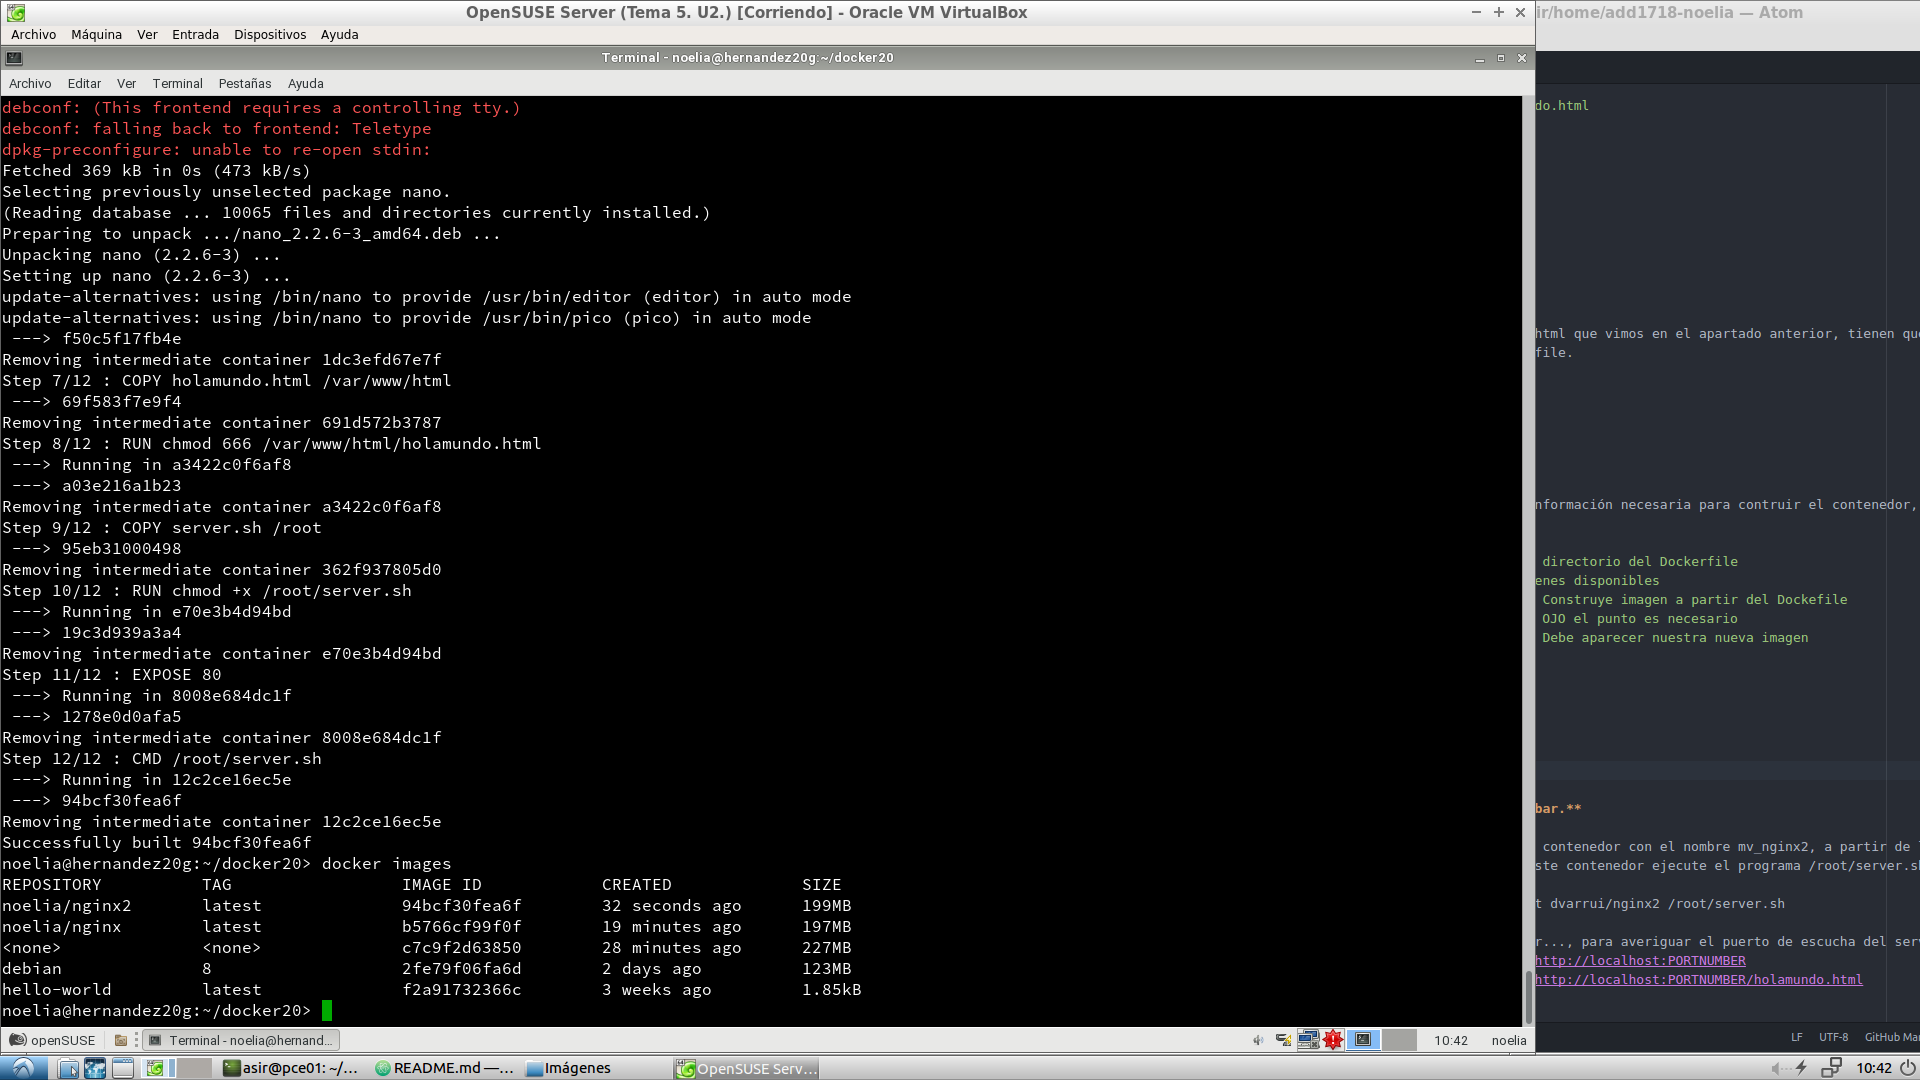 OpenSUSE Server (Tema 5. U2.) [Corriendo] - Oracle VM VirtualBox
ir/home/add1718-noelia — Atom
Archivo Máquina Ver Entrada Dispositivos Ayuda
Terminal - noelia@hernandez20g:~/docker20
Archivo Editar Ver Terminal Pestañas Ayuda
debconf: (This frontend requires a controlling tty.)
debconf: falling back to frontend: Teletype
dpkg-preconfigure: unable to re-open stdin:
Fetched 369 kB in 0s (473 kB/s)
Selecting previously unselected package nano.
(Reading database ... 10065 files and directories currently installed.)
Preparing to unpack .../nano_2.2.6-3_amd64.deb ...
Unpacking nano (2.2.6-3) ...
Setting up nano (2.2.6-3) ...
update-alternatives: using /bin/nano to provide /usr/bin/editor (editor) in auto mode
update-alternatives: using /bin/nano to provide /usr/bin/pico (pico) in auto mode
 ---> f50c5f17fb4e
Removing intermediate container 1dc3efd67e7f
Step 7/12 : COPY holamundo.html /var/www/html
 ---> 69f583f7e9f4
Removing intermediate container 691d572b3787
Step 8/12 : RUN chmod 666 /var/www/html/holamundo.html
 ---> Running in a3422c0f6af8
 ---> a03e216a1b23
Removing intermediate container a3422c0f6af8
Step 9/12 : COPY server.sh /root
 ---> 95eb31000498
Removing intermediate container 362f937805d0
Step 10/12 : RUN chmod +x /root/server.sh
 ---> Running in e70e3b4d94bd
 ---> 19c3d939a3a4
Removing intermediate container e70e3b4d94bd
Step 11/12 : EXPOSE 80
 ---> Running in 8008e684dc1f
 ---> 1278e0d0afa5
Removing intermediate container 8008e684dc1f
Step 12/12 : CMD /root/server.sh
 ---> Running in 12c2ce16ec5e
 ---> 94bcf30fea6f
Removing intermediate container 12c2ce16ec5e
Successfully built 94bcf30fea6f
noelia@hernandez20g:~/docker20> docker images
REPOSITORY TAG IMAGE ID CREATED SIZE
noelia/nginx2 latest 94bcf30fea6f 32 seconds ago 199MB
noelia/nginx latest b5766cf99f0f 19 minutes ago 197MB
<none> <none> c7c9f2d63850 28 minutes ago 227MB
debian 8 2fe79f06fa6d 2 days ago 123MB
hello-world latest f2a91732366c 3 weeks ago 1.85kB
noelia@hernandez20g:~/docker20>
do.html
html que vimos en el apartado anterior, tienen que
file.
nformación necesaria para contruir el contenedor,
directorio del Dockerfile
enes disponibles
Construye imagen a partir del Dockefile
OJO el punto es necesario
Debe aparecer nuestra nueva imagen
bar.**
contenedor con el nombre mv_nginx2, a partir de
ste contenedor ejecute el programa /root/server.sh
t dvarrui/nginx2 /root/server.sh
r..., para averiguar el puerto de escucha del ser
http://localhost:PORTNUMBER
http://localhost:PORTNUMBER/holamundo.html
LF UTF-8 GitHub Mar
openSUSE Terminal - noelia@hernand... 10:42 noelia
asir@pce01: ~/... README.md —... Imágenes OpenSUSE Serv... 10:42